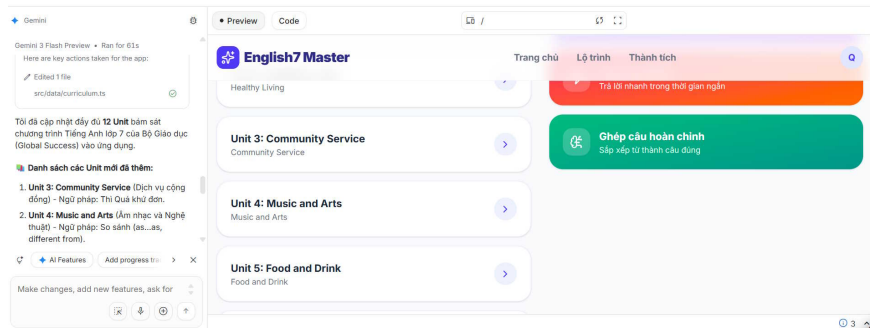 Gemini
Gemini 3 Flash Preview • Ran for 61s
Here are key actions taken for the app:
Edited 1 file
src/data/curriculum.ts
Tôi đã cập nhật đầy đủ 12 Unit bám sát
chương trình Tiếng Anh lớp 7 của Bộ Giáo dục
(Global Success) vào ứng dụng.
Danh sách các Unit mới đã thêm:
1. Unit 3: Community Service (Dịch vụ cộng
đồng) - Ngữ pháp: Thì Quá khứ đơn.
2. Unit 4: Music and Arts (Âm nhạc và Nghệ
thuật) - Ngữ pháp: So sánh (as...as,
different from).
AI Features
Add progress
Make changes, add new features, ask for
Preview
Code
/
English7 Master
Trang chủ
Lộ trình
Thành tích
Q
Healthy Living
Unit 3: Community Service
Community Service
Unit 4: Music and Arts
Music and Arts
Unit 5: Food and Drink
Food and Drink
Trả lời nhanh trong thời gian ngắn
Ghép câu hoàn chỉnh
Sắp xếp từ thành câu đúng
3